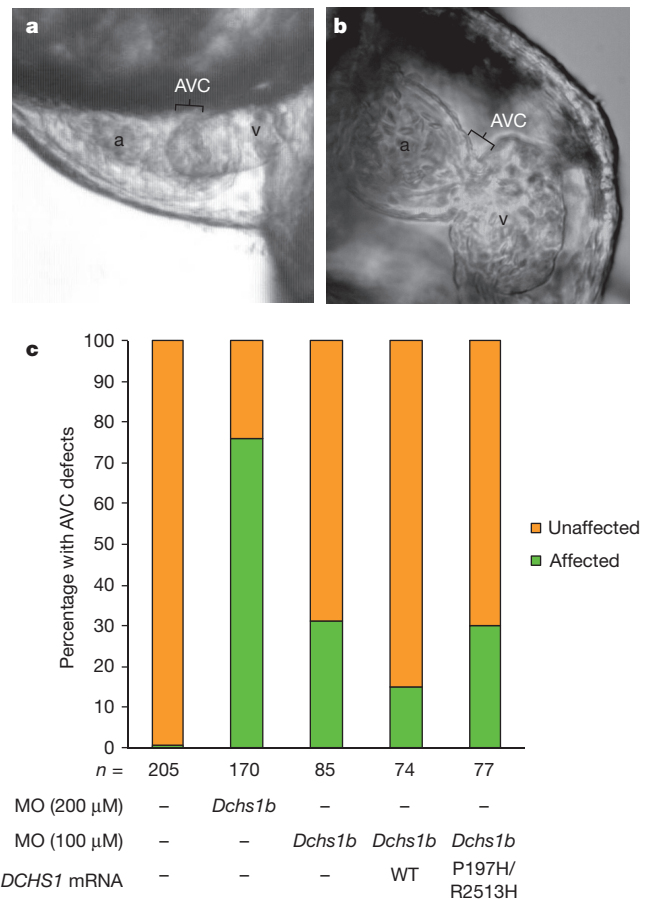 a
AVC
a
v
b
AVC
a
v
c
Percentage with AVC defects
100
90
80
70
60
50
40
30
20
10
0
Unaffected
Affected
n = 205 170 85 74 77
MO (200 μM) – Dchs1b – – –
MO (100 μM) – – Dchs1b Dchs1b Dchs1b
DCHS1 mRNA – – – WT P197H/
R2513H